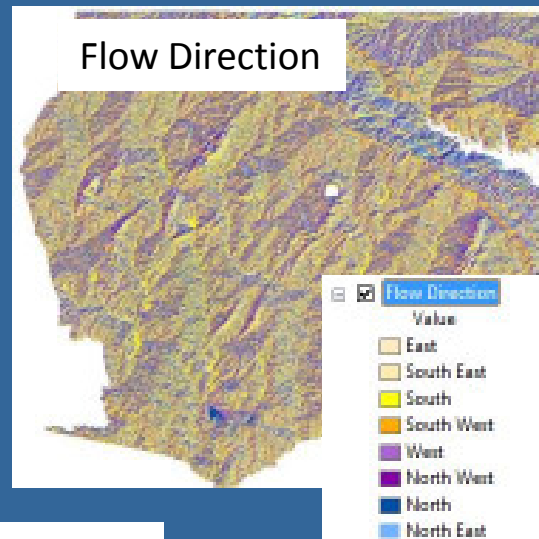 Flow Direction
Flow Direction
Value
East
South East
South
South West
West
North West
North
North East